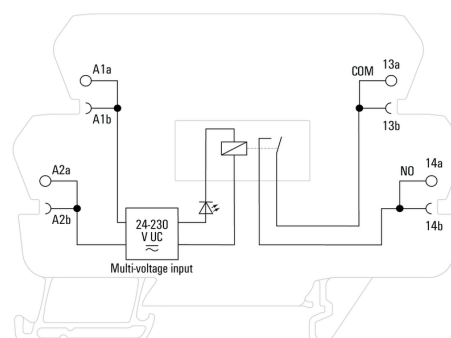 A1a
A1b
A2a
A2b
24-230
V UC
Multi-voltage input
COM
13a
13b
NO
14a
14b